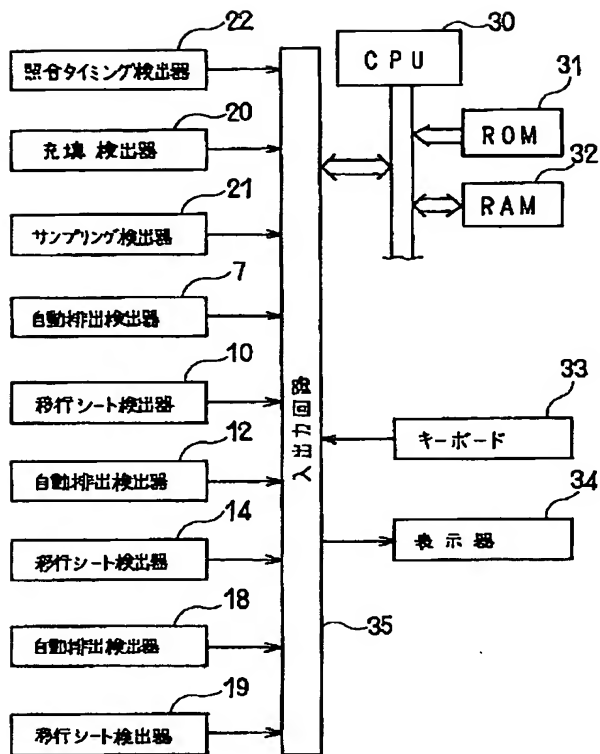 22
照合タイミング検出器
20
充填検出器
21
サンプリング検出器
7
自動排出検出器
10
移行シート検出器
12
自動排出検出器
14
移行シート検出器
18
自動排出検出器
19
移行シート検出器
入出力回路
35
30
CPU
31
ROM
32
RAM
33
キーボード
34
表示器